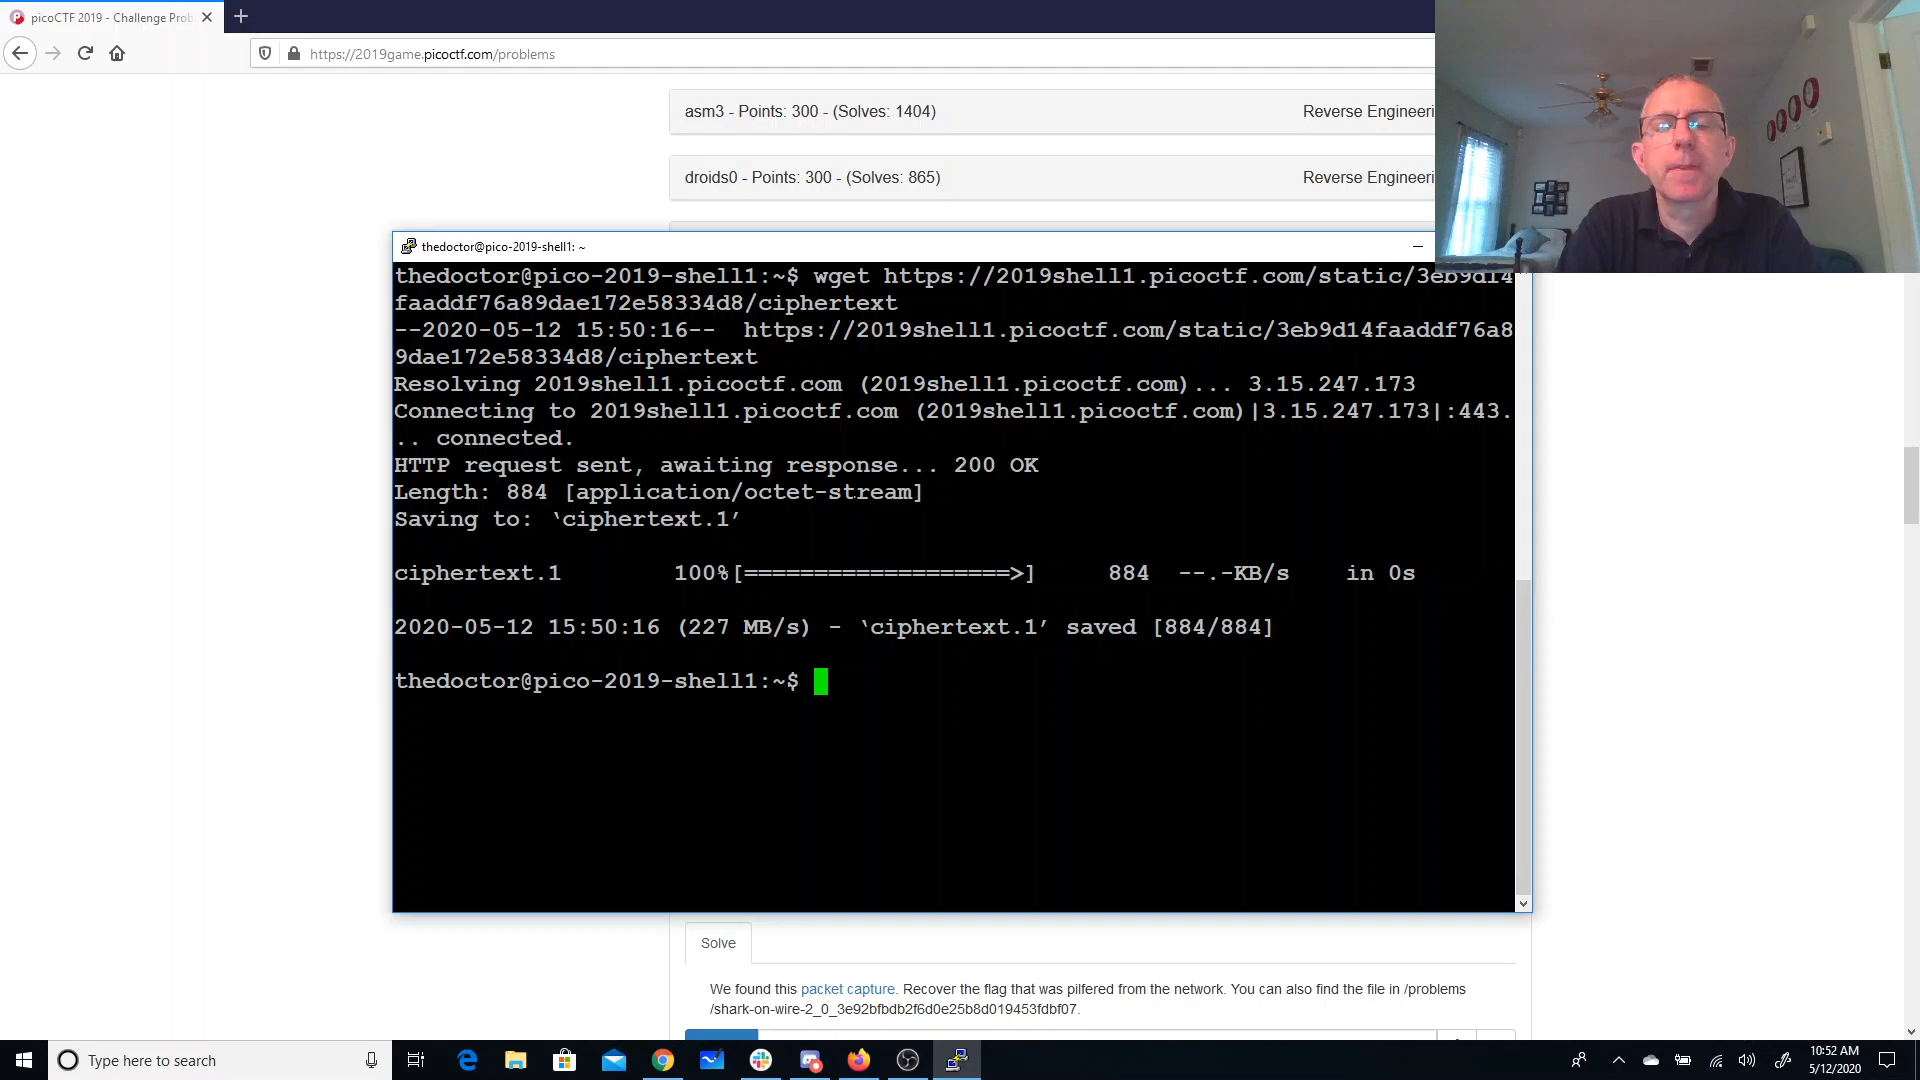 picoCTF 2019 - Challenge Prob
https://2019game.picoctf.com/problems
asm3 - Points: 300 - (Solves: 1404)
Reverse Engineeri
droids0 - Points: 300 - (Solves: 865)
Reverse Engineeri
thedoctor@pico-2019-shell1: ~
thedoctor@pico-2019-shell1:~$ wget https://2019shell1.picoctf.com/static/3eb9d14
faaddf76a89dae172e58334d8/ciphertext
--2020-05-12 15:50:16--  https://2019shell1.picoctf.com/static/3eb9d14faaddf76a8
9dae172e58334d8/ciphertext
Resolving 2019shell1.picoctf.com (2019shell1.picoctf.com)... 3.15.247.173
Connecting to 2019shell1.picoctf.com (2019shell1.picoctf.com)|3.15.247.173|:443.
.. connected.
HTTP request sent, awaiting response... 200 OK
Length: 884 [application/octet-stream]
Saving to: ‘ciphertext.1’
ciphertext.1        100%[===================>]     884  --.-KB/s    in 0s
2020-05-12 15:50:16 (227 MB/s) - ‘ciphertext.1’ saved [884/884]
thedoctor@pico-2019-shell1:~$
Solve
We found this packet capture. Recover the flag that was pilfered from the network. You can also find the file in /problems
/shark-on-wire-2_0_3e92bfbdb2f6d0e25b8d019453fdbf07.
Type here to search
10:52 AM
5/12/2020